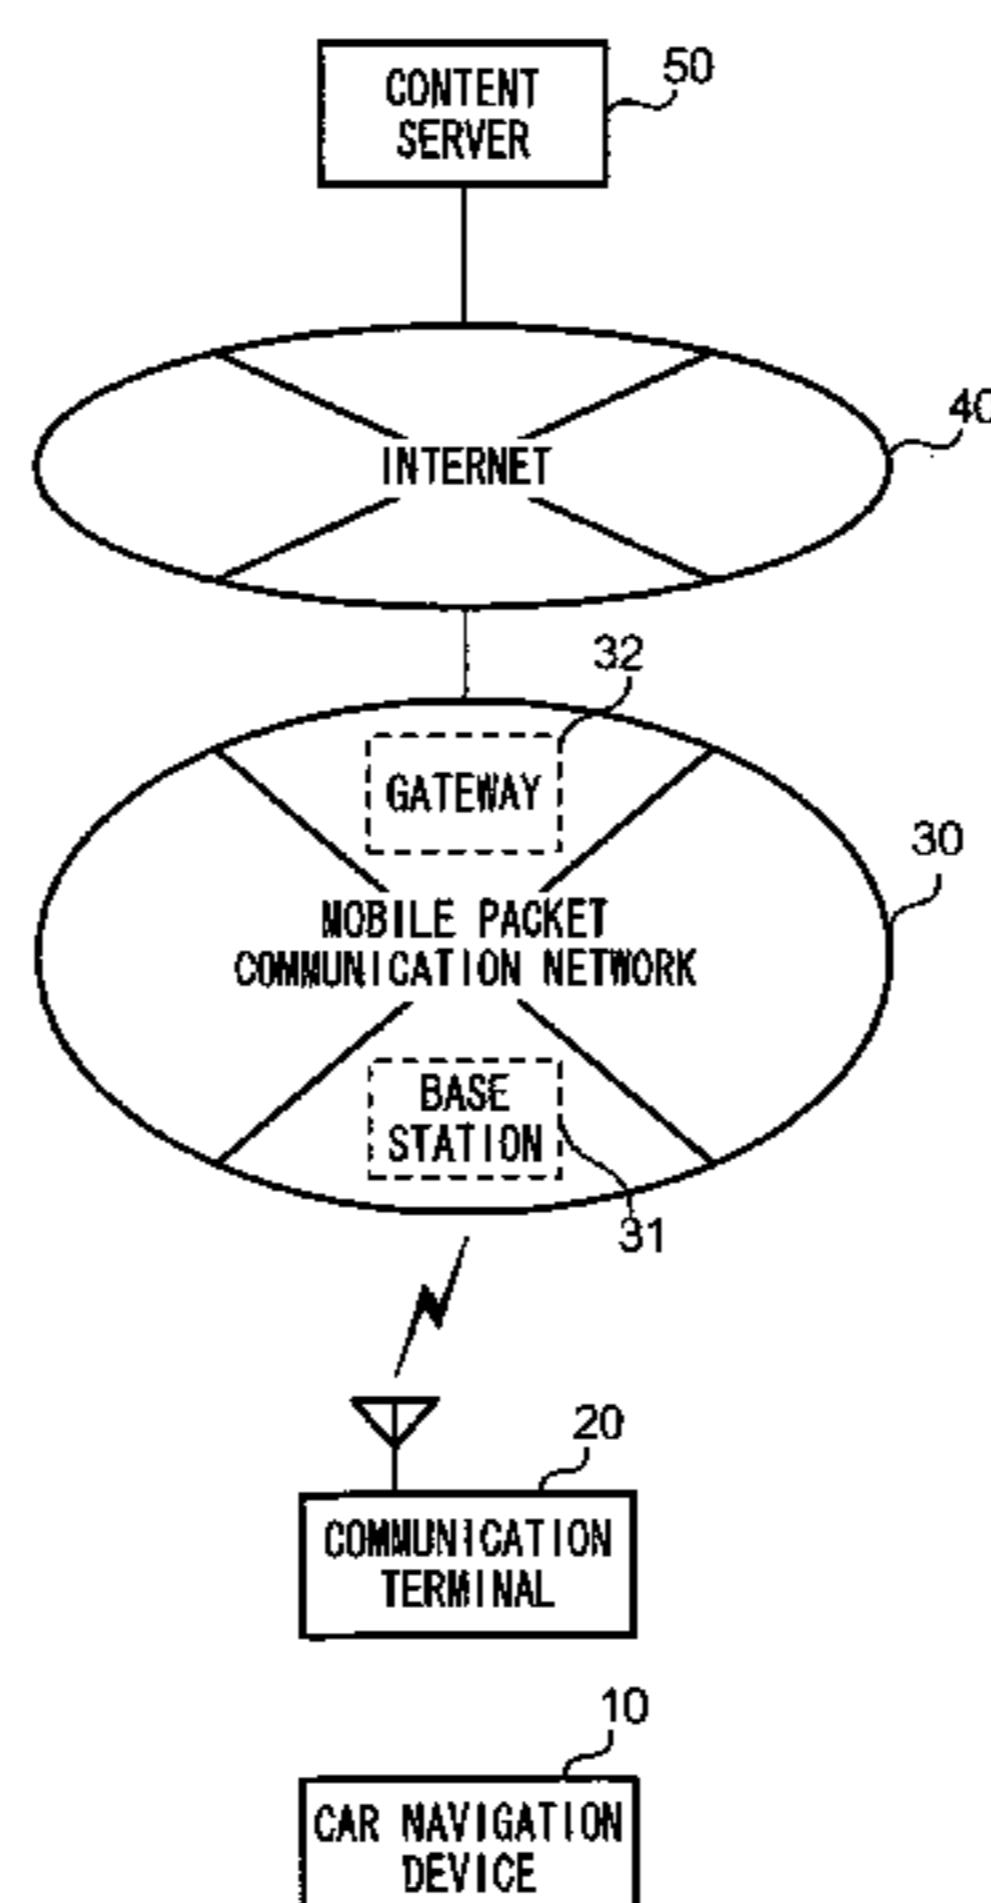 50
CONTENT
SERVER
40
INTERNET
32
GATEWAY
30
MOBILE PACKET
COMMUNICATION NETWORK
BASE
STATION
31
20
COMMUNICATION
TERMINAL
10
CAR NAVIGATION
DEVICE